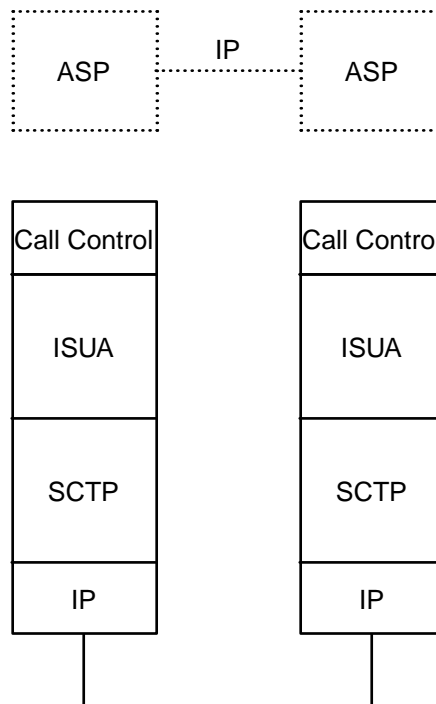 IP
ASP ASP
Call Control Call Contro
ISUA ISUA
SCTP SCTP
IP IP